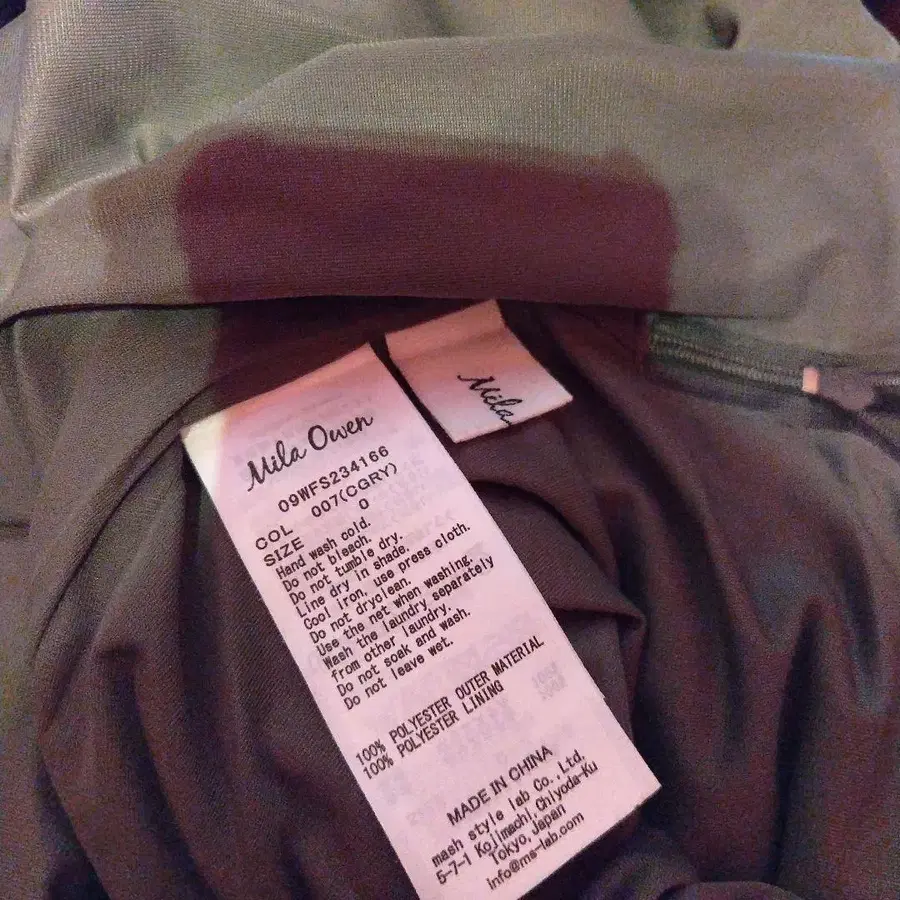 Mila Owen
09WFS234166
COL 007(CGRY)
SIZE 0
Hand wash cold.
Do not bleach.
Do not tumble dry.
Line dry in shade.
Cool iron, use press cloth.
Do not dryclean.
Use the net when washing.
Wash the laundry separately
from other laundry.
Do not soak and wash.
Do not leave wet.
100% POLYESTER OUTER MATERIAL
100% POLYESTER LINING
MADE IN CHINA
mash style lab Co.,Ltd.
5-7-1 Kojimachi,Chiyoda-Ku
Tokyo,Japan
info@ms-lab.com
Mila